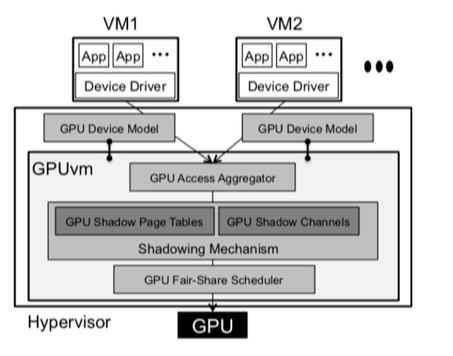 VM1 VM2
App App ••• App App •••
Device Driver Device Driver
•••
GPU Device Model GPU Device Model
GPUvm
GPU Access Aggregator
GPU Shadow Page Tables GPU Shadow Channels
Shadowing Mechanism
GPU Fair-Share Scheduler
Hypervisor
GPU